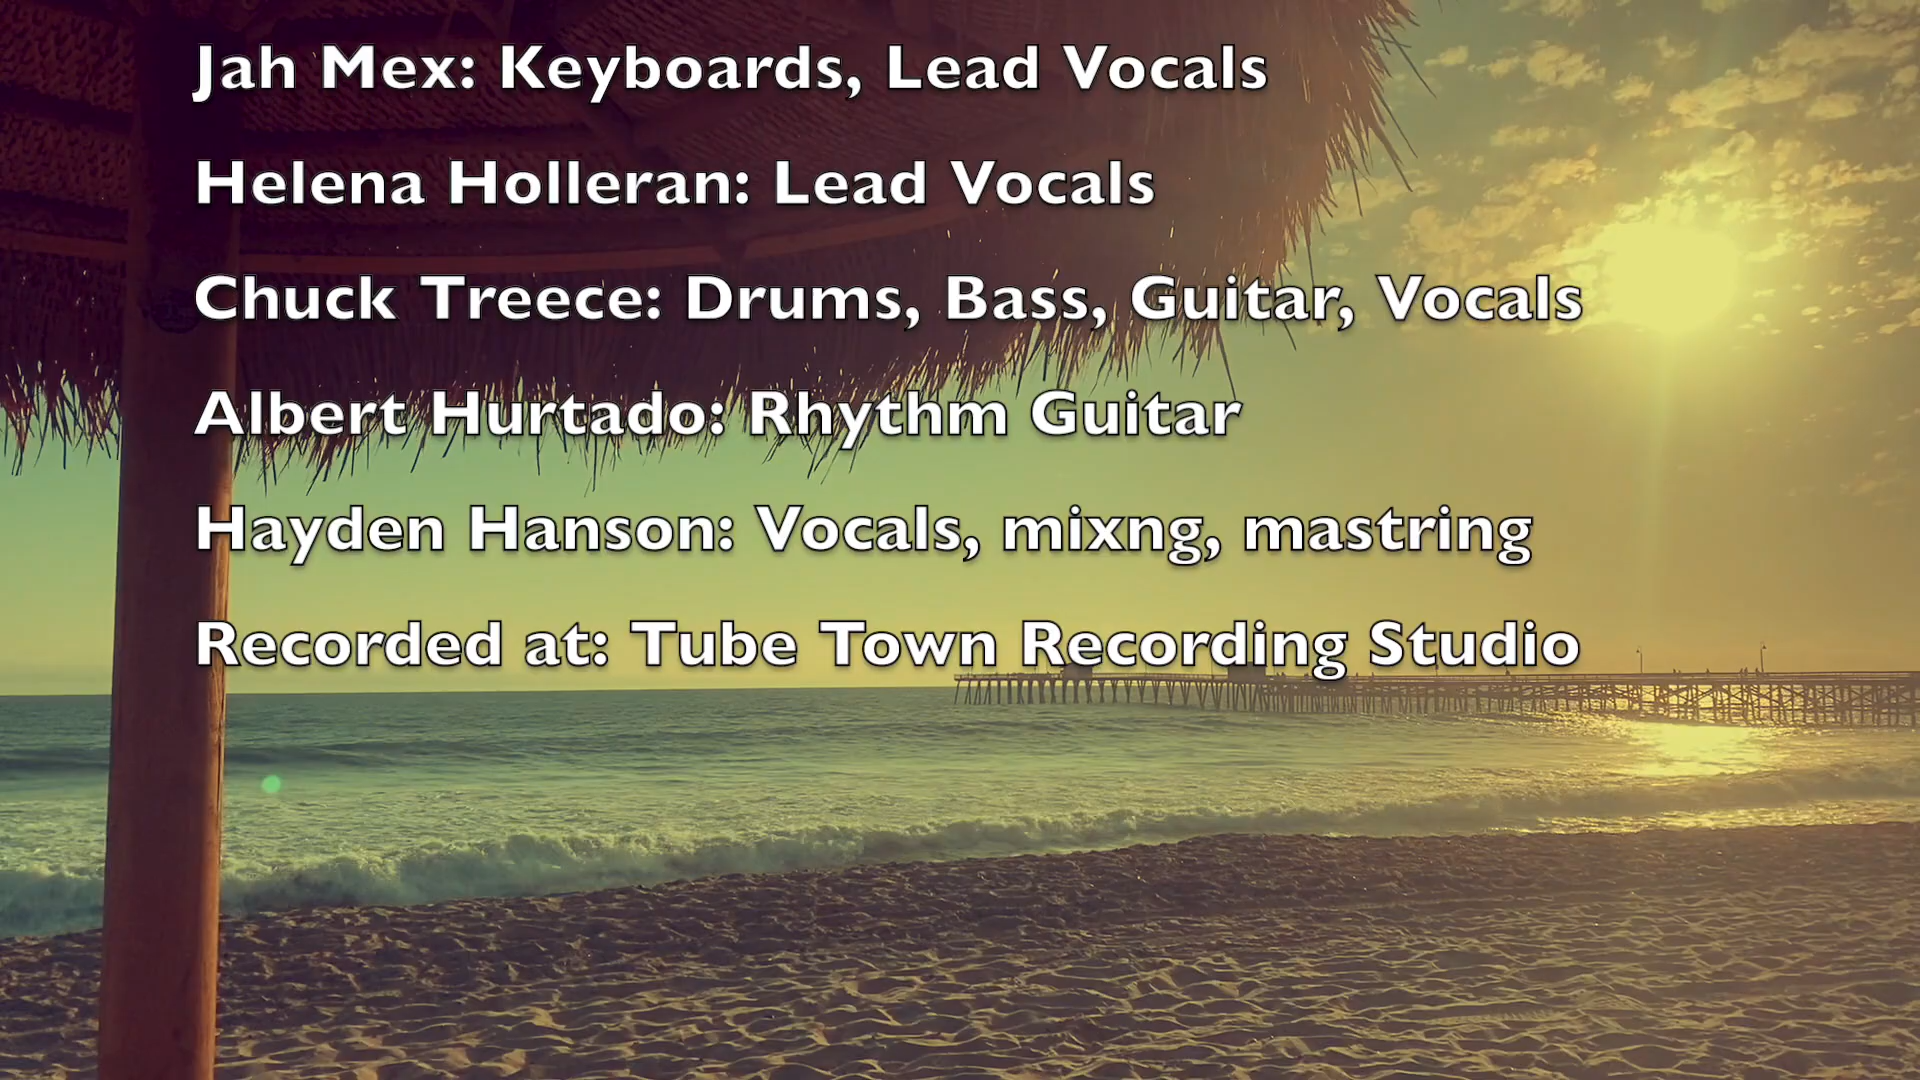 Jah Mex: Keyboards, Lead Vocals
Helena Holleran: Lead Vocals
Chuck Treece: Drums, Bass, Guitar, Vocals
Albert Hurtado: Rhythm Guitar
Hayden Hanson: Vocals, mixng, mastring
Recorded at: Tube Town Recording Studio